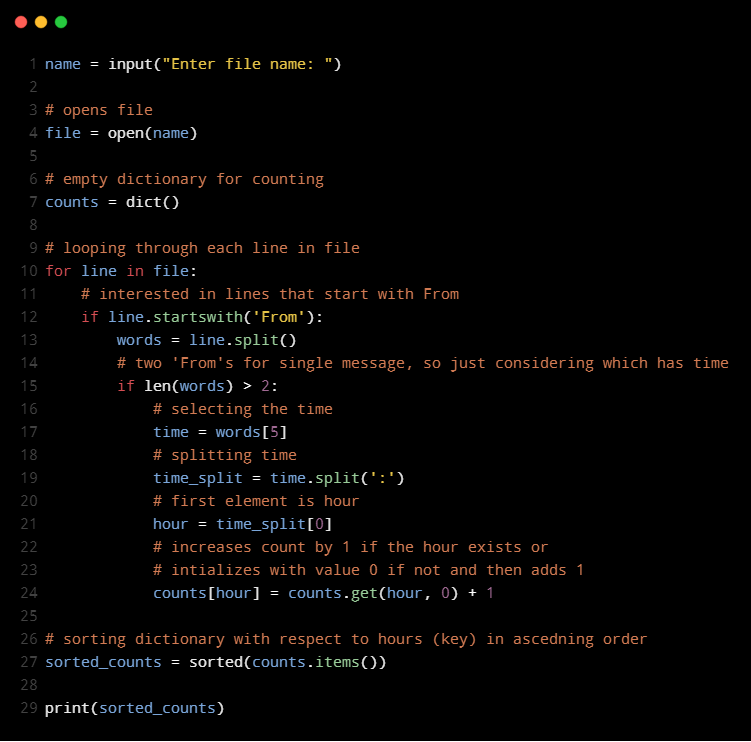 1 name = input("Enter file name: ")
2
3 # opens file
4 file = open(name)
5
6 # empty dictionary for counting
7 counts = dict()
8
9 # looping through each line in file
10 for line in file:
11     # interested in lines that start with From
12     if line.startswith('From'):
13         words = line.split()
14         # two 'From's for single message, so just considering which has time
15         if len(words) > 2:
16             # selecting the time
17             time = words[5]
18             # splitting time
19             time_split = time.split(':')
20             # first element is hour
21             hour = time_split[0]
22             # increases count by 1 if the hour exists or
23             # intializes with value 0 if not and then adds 1
24             counts[hour] = counts.get(hour, 0) + 1
25
26 # sorting dictionary with respect to hours (key) in ascedning order
27 sorted_counts = sorted(counts.items())
28
29 print(sorted_counts)